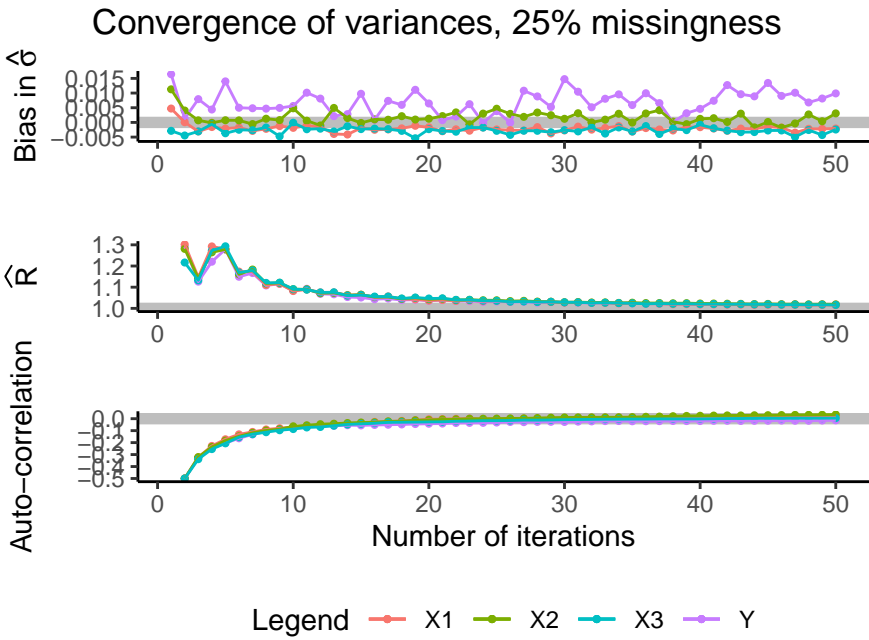 Convergence of variances, 25% missingness
Bias in σ̂
0.015
0.010
0.005
0.000
−0.005
0 10 20 30 40 50
R̂
1.3
1.2
1.1
1.0
0 10 20 30 40 50
Auto−correlation
0.0
−0.1
−0.2
−0.3
−0.4
−0.5
0 10 20 30 40 50
Number of iterations
Legend X1 X2 X3 Y